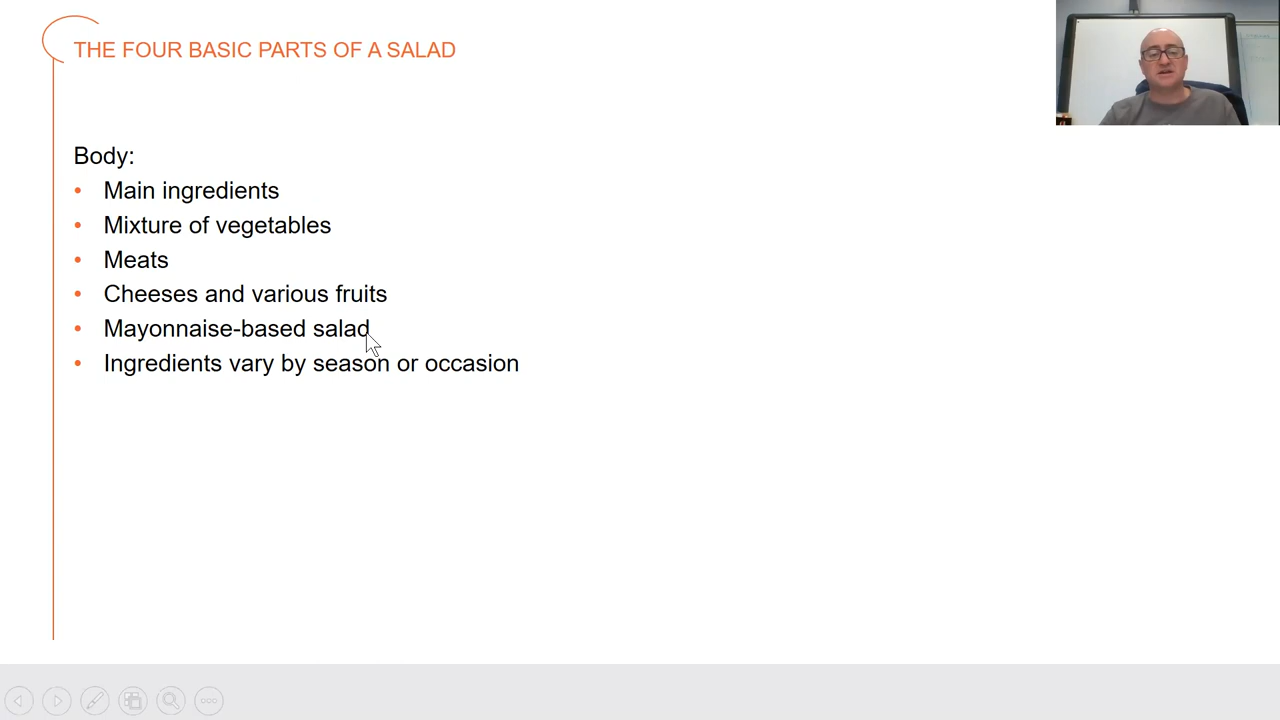 THE FOUR BASIC PARTS OF A SALAD
Body:
• Main ingredients
• Mixture of vegetables
• Meats
• Cheeses and various fruits
• Mayonnaise-based salad
• Ingredients vary by season or occasion